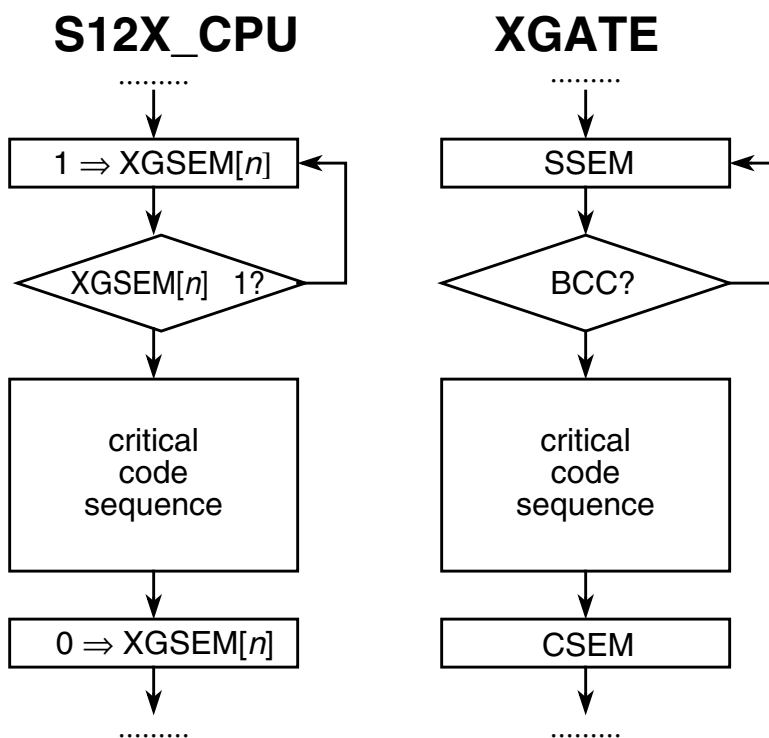 S12X_CPU
.........
1 ⇒ XGSEM[n]
XGSEM[n] 1?
critical
code
sequence
0 ⇒ XGSEM[n]
.........
XGATE
.........
SSEM
BCC?
critical
code
sequence
CSEM
.........